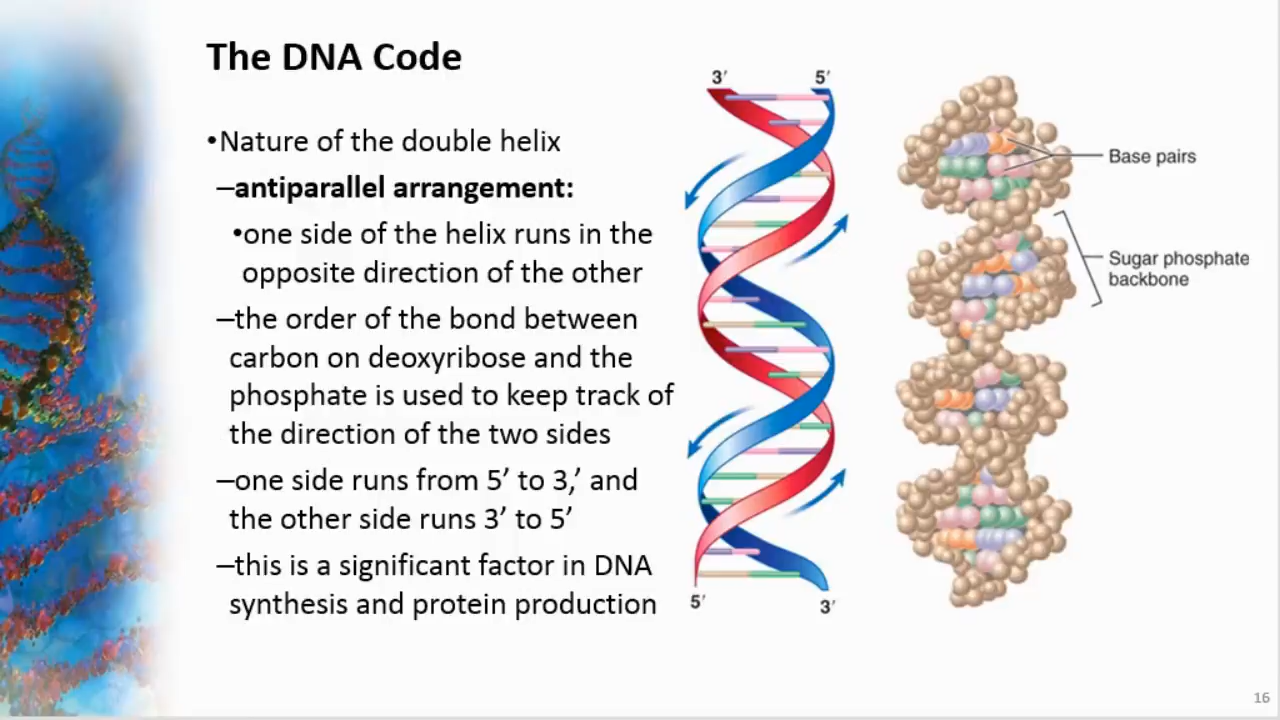 The DNA Code
•Nature of the double helix
–antiparallel arrangement:
•one side of the helix runs in the
opposite direction of the other
–the order of the bond between
carbon on deoxyribose and the
phosphate is used to keep track of
the direction of the two sides
–one side runs from 5’ to 3,’ and
the other side runs 3’ to 5’
–this is a significant factor in DNA
synthesis and protein production
3′ 5′
5′ 3′
Base pairs
Sugar phosphate
backbone
16